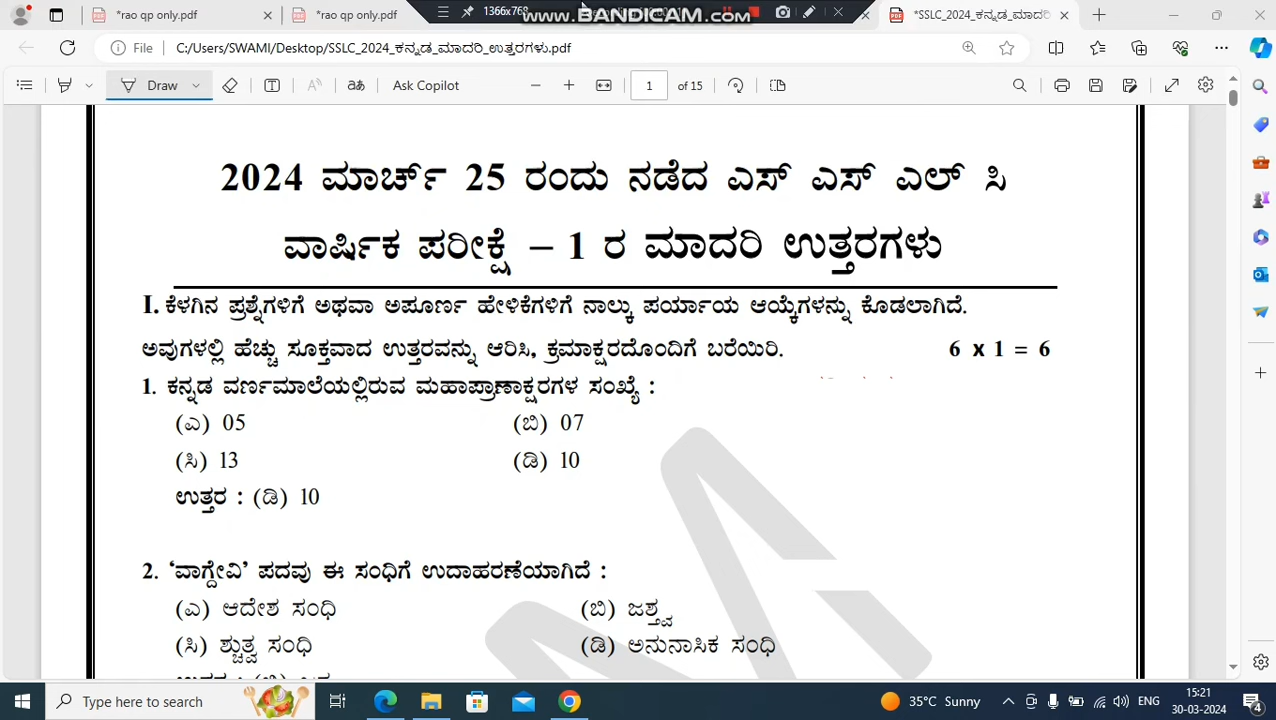 *rao qp only.pdf
*rao qp only.pdf
1366x768
www.BANDICAM.com
*SSLC_2024_ಕನ್ನಡ_ಮಾದರಿ
File
C:/Users/SWAMI/Desktop/SSLC_2024_ಕನ್ನಡ_ಮಾದರಿ_ಉತ್ತರಗಳು.pdf
Draw
Ask Copilot
1 of 15
2024 ಮಾರ್ಚ್ 25 ರಂದು ನಡೆದ ಎಸ್ ಎಸ್ ಎಲ್ ಸಿ
ವಾರ್ಷಿಕ ಪರೀಕ್ಷೆ – 1 ರ ಮಾದರಿ ಉತ್ತರಗಳು
I. ಕೆಳಗಿನ ಪ್ರಶ್ನೆಗಳಿಗೆ ಅಥವಾ ಅಪೂರ್ಣ ಹೇಳಿಕೆಗಳಿಗೆ ನಾಲ್ಕು ಪರ್ಯಾಯ ಆಯ್ಕೆಗಳನ್ನು ಕೊಡಲಾಗಿದೆ.
ಅವುಗಳಲ್ಲಿ ಹೆಚ್ಚು ಸೂಕ್ತವಾದ ಉತ್ತರವನ್ನು ಆರಿಸಿ, ಕ್ರಮಾಕ್ಷರದೊಂದಿಗೆ ಬರೆಯಿರಿ. 6 x 1 = 6
1. ಕನ್ನಡ ವರ್ಣಮಾಲೆಯಲ್ಲಿರುವ ಮಹಾಪ್ರಾಣಾಕ್ಷರಗಳ ಸಂಖ್ಯೆ :
(ಎ) 05 (ಬಿ) 07
(ಸಿ) 13 (ಡಿ) 10
ಉತ್ತರ : (ಡಿ) 10
2. ‘ವಾಗ್ದೇವಿ’ ಪದವು ಈ ಸಂಧಿಗೆ ಉದಾಹರಣೆಯಾಗಿದೆ :
(ಎ) ಆದೇಶ ಸಂಧಿ (ಬಿ) ಜಶ್ತ್ವ
(ಸಿ) ಶ್ಚುತ್ವ ಸಂಧಿ (ಡಿ) ಅನುನಾಸಿಕ ಸಂಧಿ
Type here to search
35°C Sunny
ENG
15:21
30-03-2024
4